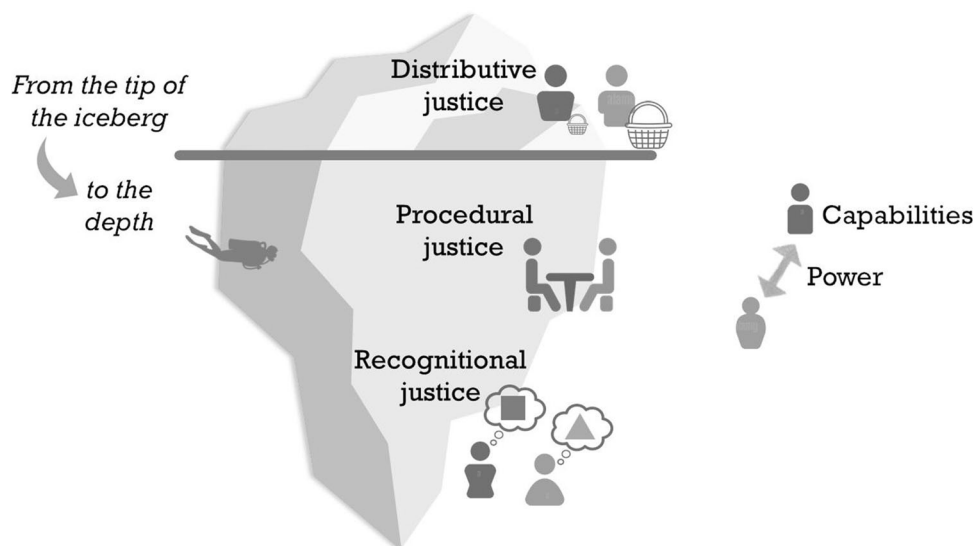 From the tip of
the iceberg
to the
depth
Distributive
justice
Procedural
justice
Recognitional
justice
Capabilities
Power